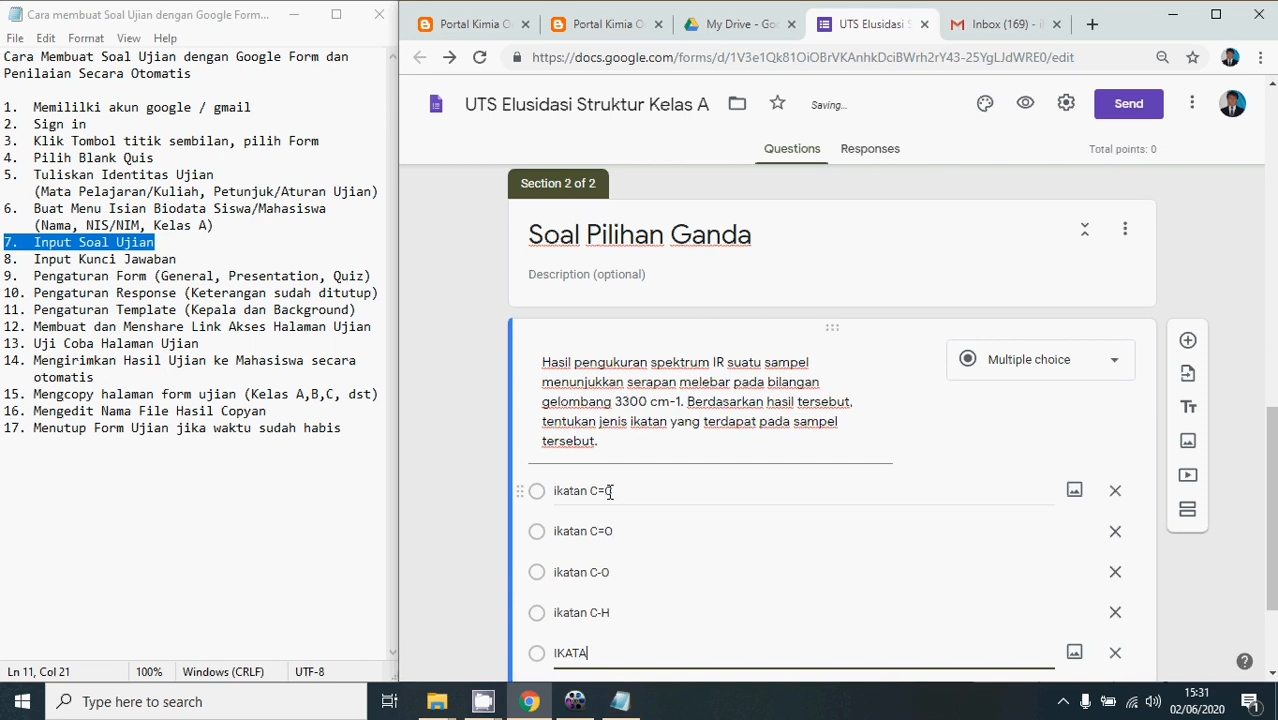 Cara membuat Soal Ujian dengan Google Form...
File Edit Format View Help
Cara Membuat Soal Ujian dengan Google Form dan
Penilaian Secara Otomatis
1. Memililki akun google / gmail
2. Sign in
3. Klik Tombol titik sembilan, pilih Form
4. Pilih Blank Quis
5. Tuliskan Identitas Ujian
(Mata Pelajaran/Kuliah, Petunjuk/Aturan Ujian)
6. Buat Menu Isian Biodata Siswa/Mahasiswa
(Nama, NIS/NIM, Kelas A)
7. Input Soal Ujian
8. Input Kunci Jawaban
9. Pengaturan Form (General, Presentation, Quiz)
10. Pengaturan Response (Keterangan sudah ditutup)
11. Pengaturan Template (Kepala dan Background)
12. Membuat dan Menshare Link Akses Halaman Ujian
13. Uji Coba Halaman Ujian
14. Mengirimkan Hasil Ujian ke Mahasiswa secara
otomatis
15. Mengcopy halaman form ujian (Kelas A,B,C, dst)
16. Mengedit Nama File Hasil Copyan
17. Menutup Form Ujian jika waktu sudah habis
Ln 11, Col 21 100% Windows (CRLF) UTF-8
Portal Kimia O Portal Kimia O My Drive - Goo UTS Elusidasi S Inbox (169) - i
https://docs.google.com/forms/d/1V3e1Qk81OiOBrVKAnhkDciBWrh2rY43-25YgLJdWRE0/edit
UTS Elusidasi Struktur Kelas A Saving... Send
Questions Responses Total points: 0
Section 2 of 2
Soal Pilihan Ganda
Description (optional)
Hasil pengukuran spektrum IR suatu sampel
menunjukkan serapan melebar pada bilangan
gelombang 3300 cm-1. Berdasarkan hasil tersebut,
tentukan jenis ikatan yang terdapat pada sampel
tersebut.
Multiple choice
ikatan C=C
ikatan C=O
ikatan C-O
ikatan C-H
IKATA
Type here to search
15:31
02/06/2020